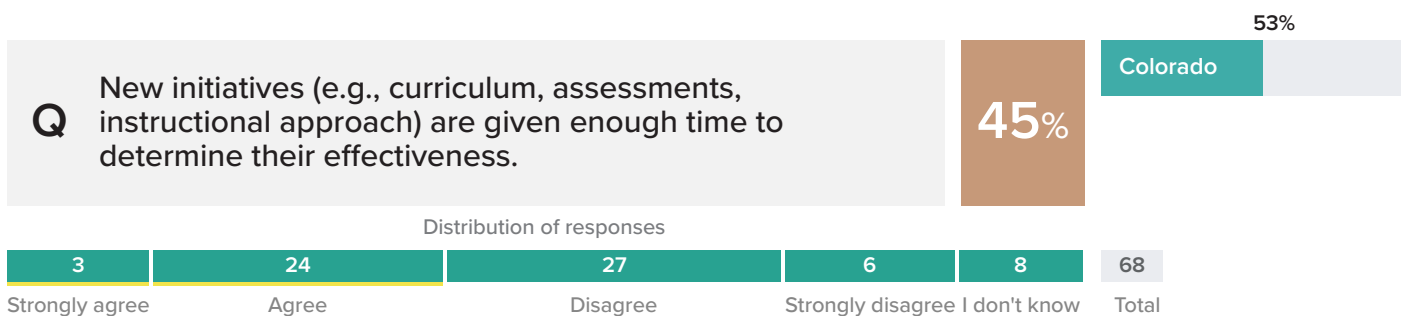 53%
Q
New initiatives (e.g., curriculum, assessments,
instructional approach) are given enough time to
determine their effectiveness.
45%
Colorado
Distribution of responses
3 24 27 6 8 68
Strongly agree Agree Disagree Strongly disagree I don't know Total